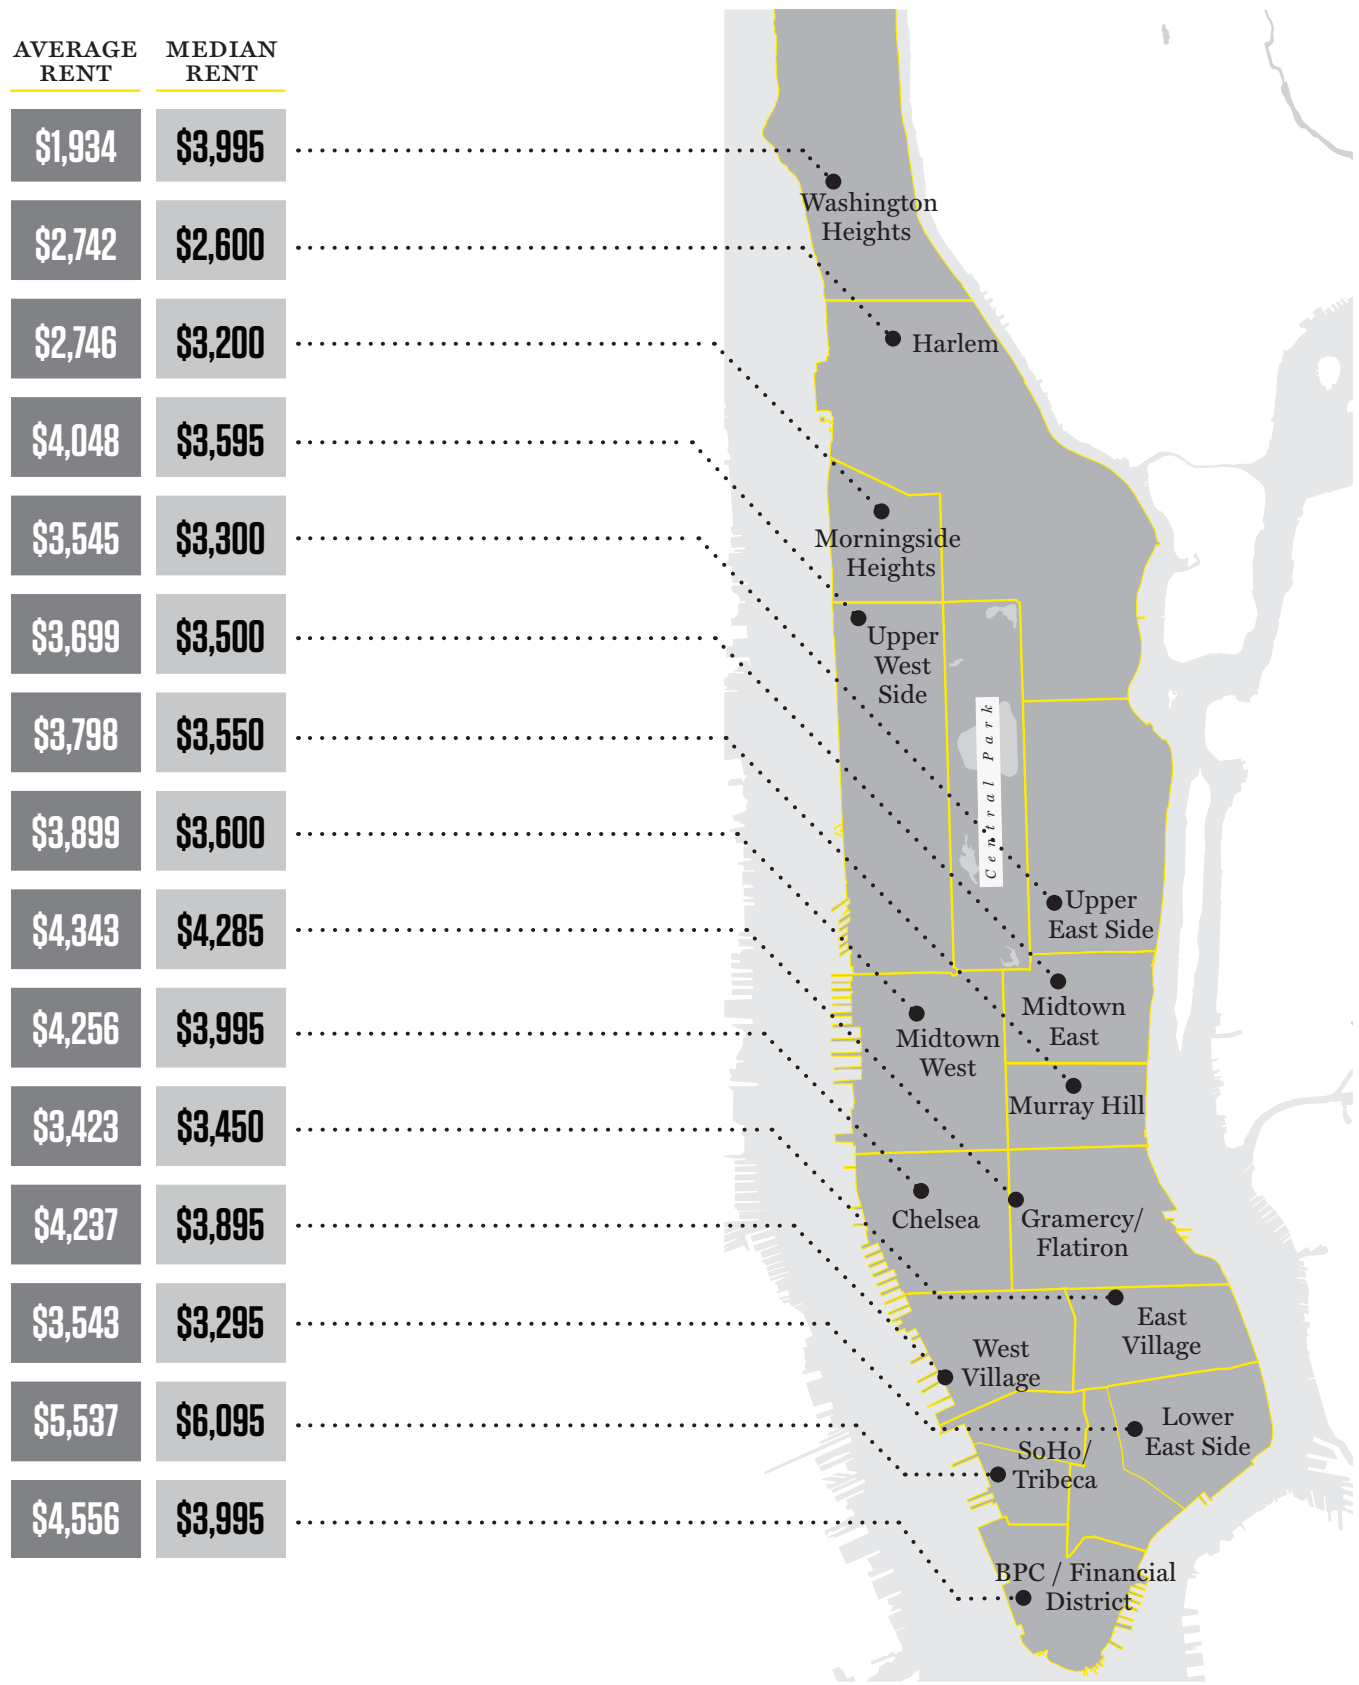 AVERAGE RENT
MEDIAN RENT
$1,934 $3,995
$2,742 $2,600
$2,746 $3,200
$4,048 $3,595
$3,545 $3,300
$3,699 $3,500
$3,798 $3,550
$3,899 $3,600
$4,343 $4,285
$4,256 $3,995
$3,423 $3,450
$4,237 $3,895
$3,543 $3,295
$5,537 $6,095
$4,556 $3,995
Washington
Heights
Harlem
Morningside
Heights
Upper
West
Side
Central Park
Upper
East Side
Midtown
East
Midtown
West
Murray Hill
Chelsea
Gramercy/
Flatiron
East
Village
West
Village
Lower
East Side
SoHo/
Tribeca
BPC / Financial
District